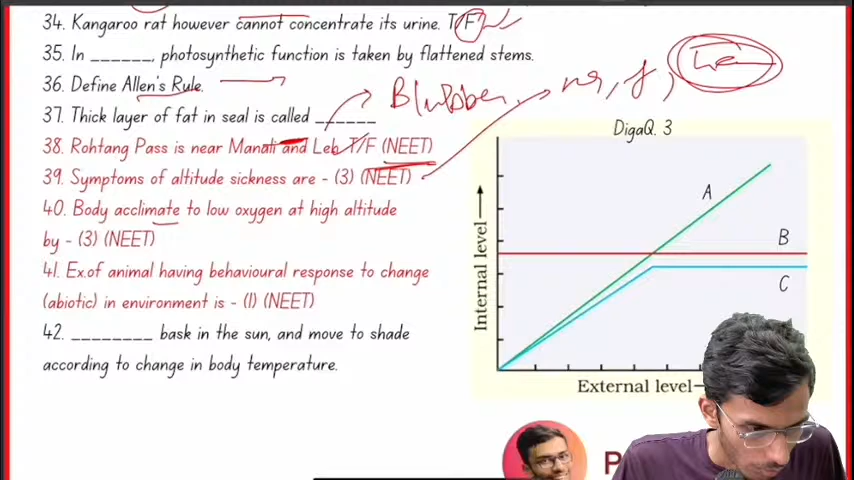 34. Kangaroo rat however cannot concentrate its urine. T/F
35. In ______, photosynthetic function is taken by flattened stems.
36. Define Allen's Rule.
Blubber
37. Thick layer of fat in seal is called ______
38. Rohtang Pass is near Manali and Leh T/F (NEET)
39. Symptoms of altitude sickness are - (3) (NEET)
40. Body acclimate to low oxygen at high altitude
by - (3) (NEET)
41. Ex.of animal having behavioural response to change
(abiotic) in environment is - (1) (NEET)
42. ________ bask in the sun, and move to shade
according to change in body temperature.
DigaQ. 3
A
B
C
Internal level
External level
P